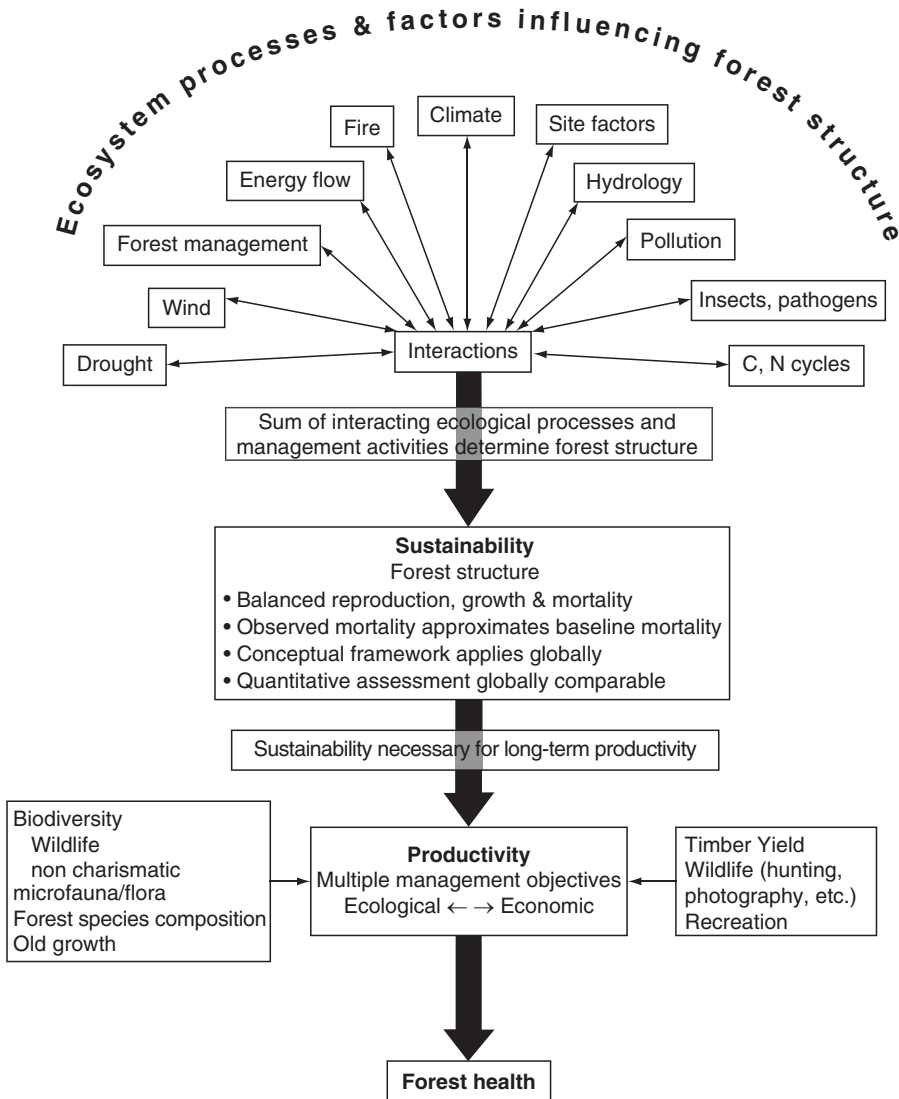 Ecosystem processes & factors influencing forest structure
Climate
Fire
Site factors
Energy flow
Hydrology
Forest management
Pollution
Wind
Insects, pathogens
Drought
Interactions
C, N cycles
Sum of interacting ecological processes and
management activities determine forest structure
Sustainability
Forest structure
• Balanced reproduction, growth & mortality
• Observed mortality approximates baseline mortality
• Conceptual framework applies globally
• Quantitative assessment globally comparable
Sustainability necessary for long-term productivity
Biodiversity
Wildlife
non charismatic
microfauna/flora
Forest species composition
Old growth
Productivity
Multiple management objectives
Ecological ← → Economic
Timber Yield
Wildlife (hunting,
photography, etc.)
Recreation
Forest health